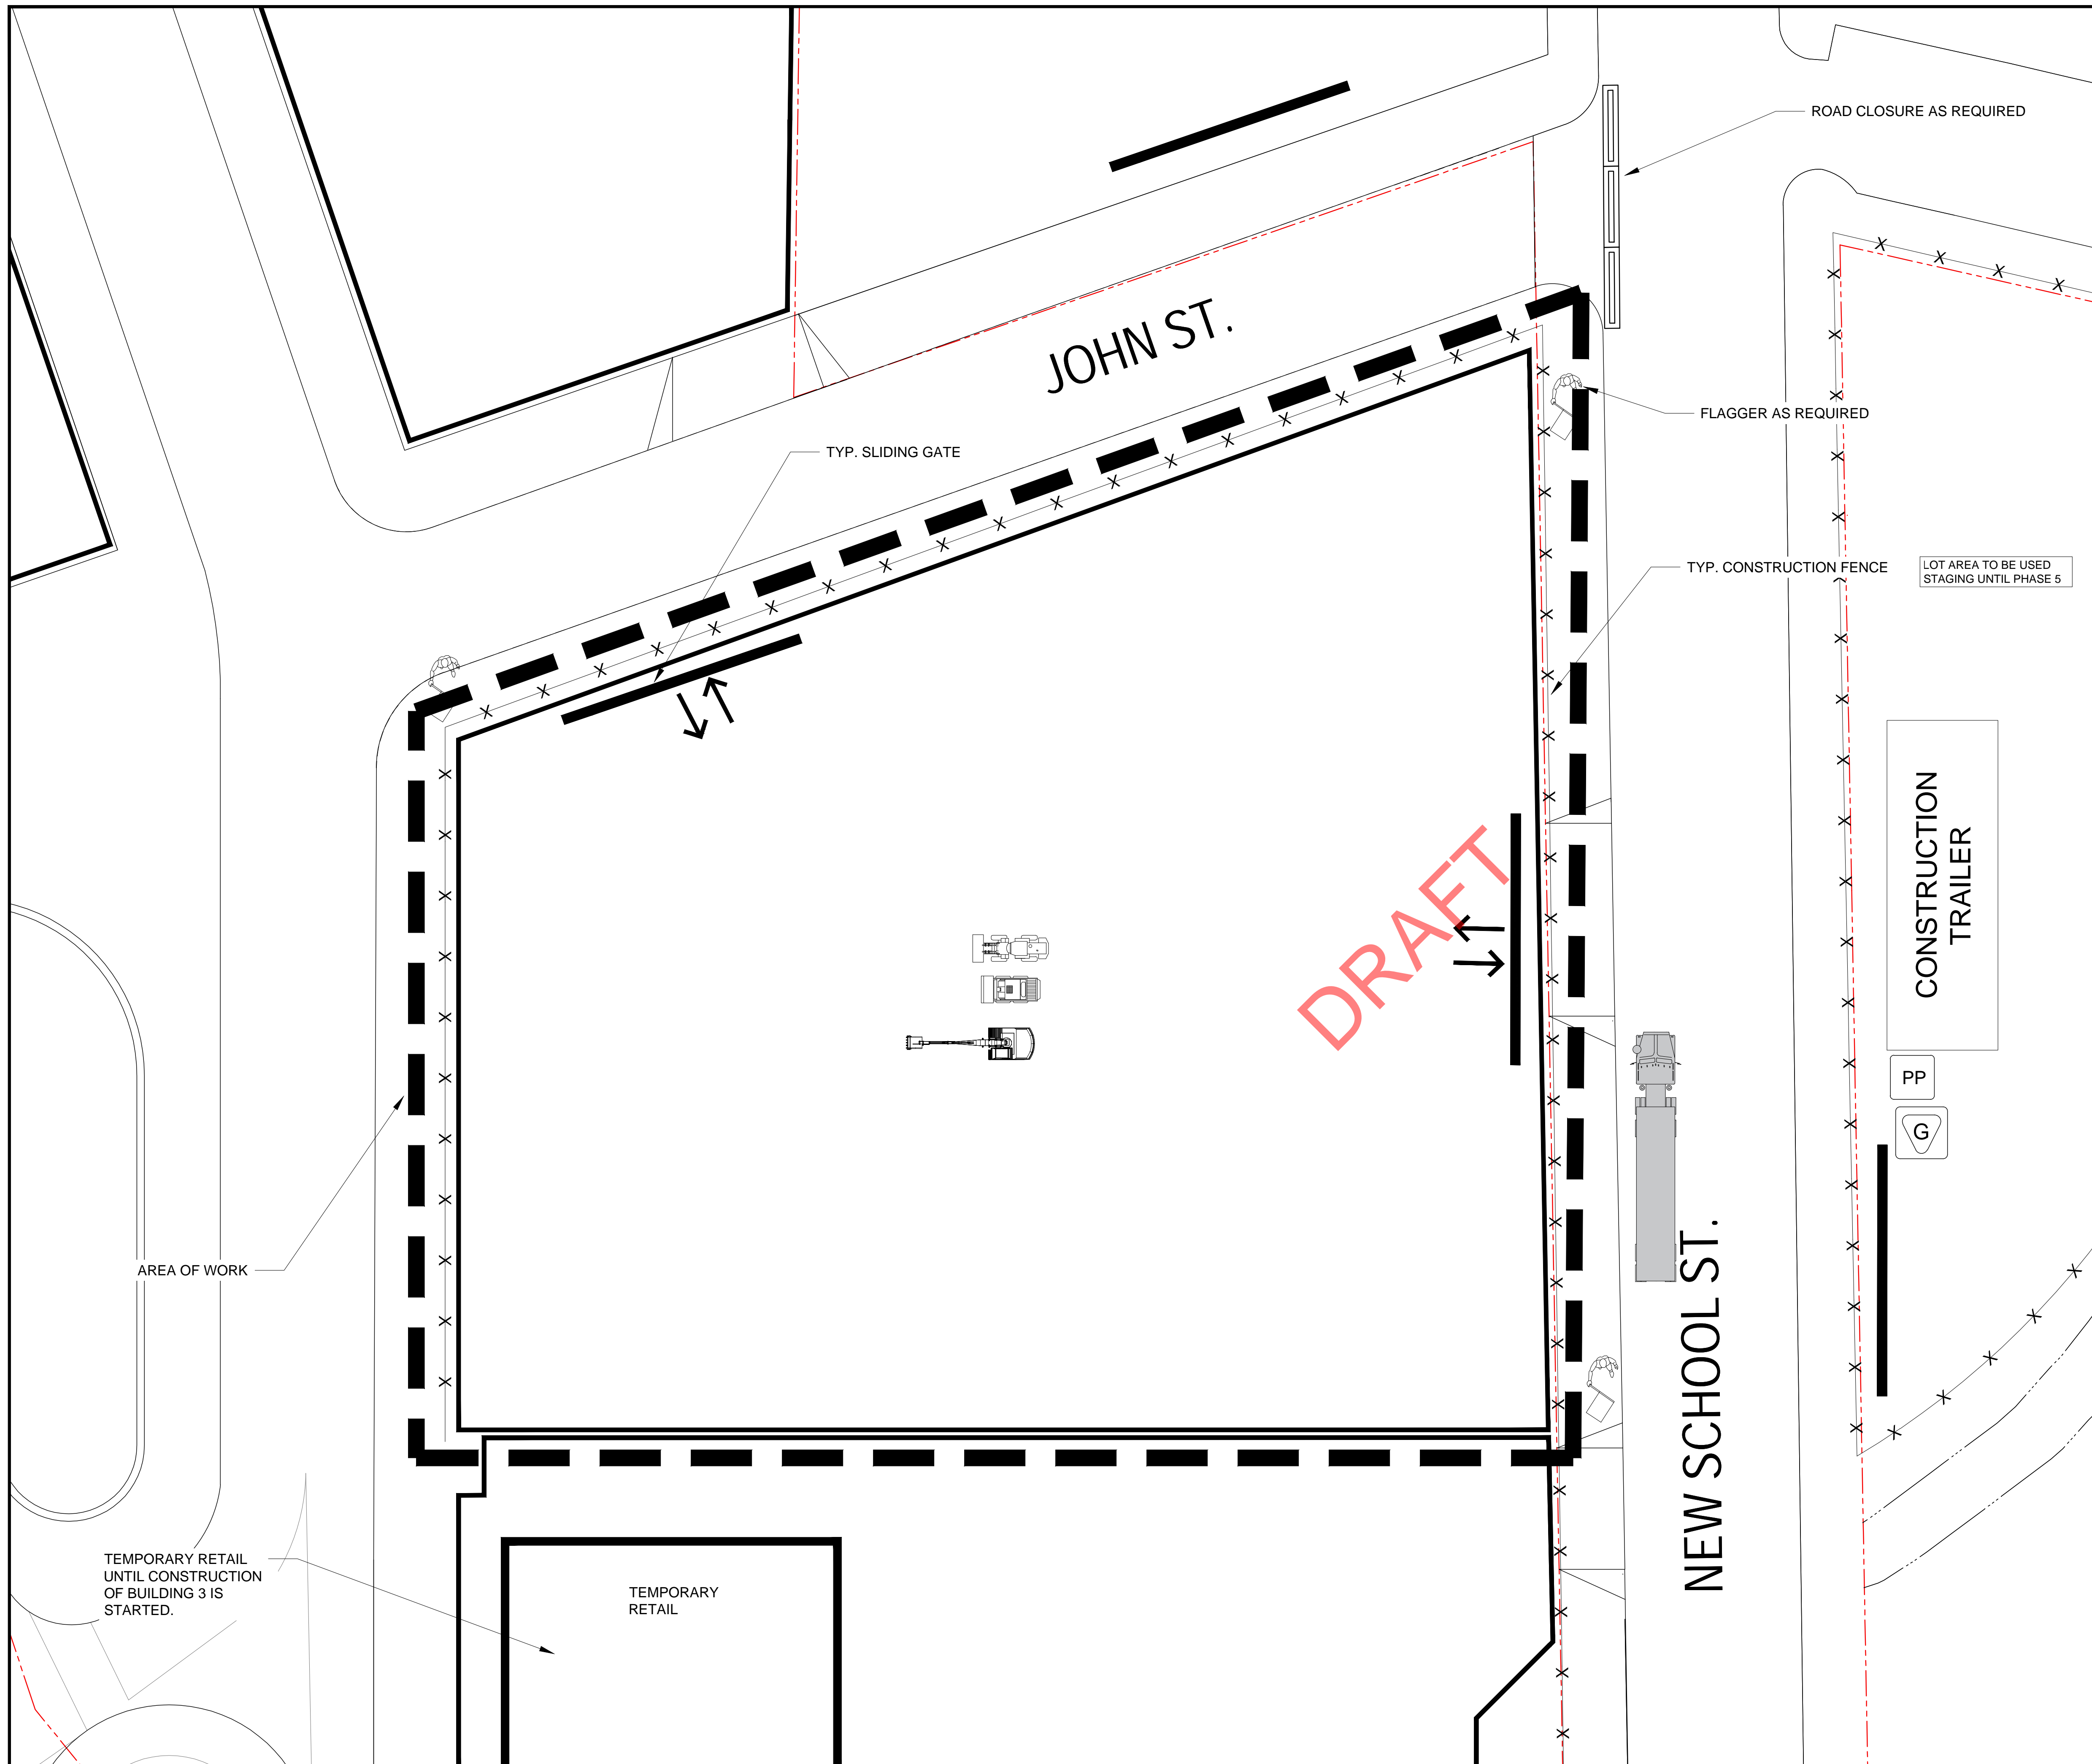 ROAD CLOSURE AS REQUIRED
JOHN ST.
FLAGGER AS REQUIRED
TYP. SLIDING GATE
TYP. CONSTRUCTION FENCE
LOT AREA TO BE USED
STAGING UNTIL PHASE 5
CONSTRUCTION
TRAILER
DRAFT
PP
G
AREA OF WORK
NEW SCHOOL ST.
TEMPORARY RETAIL
UNTIL CONSTRUCTION
OF BUILDING 3 IS
STARTED.
TEMPORARY
RETAIL